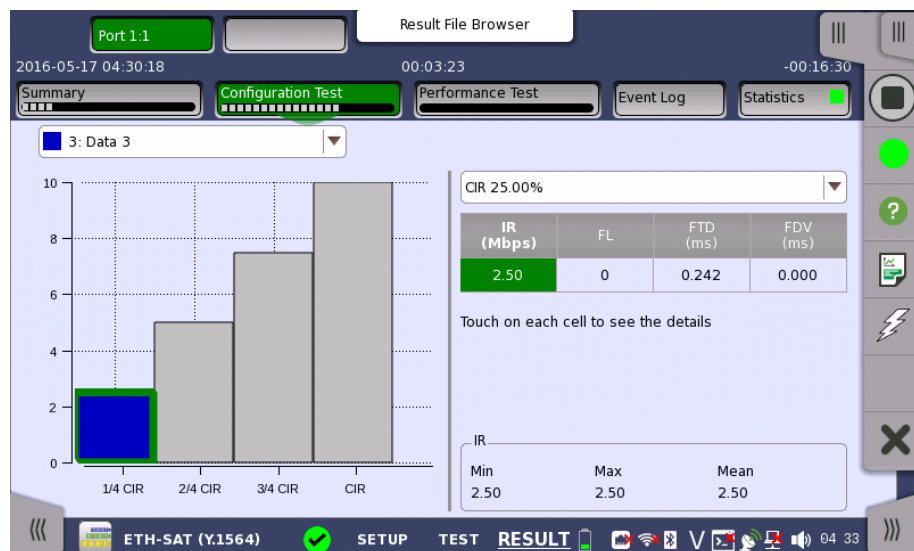 Result File Browser
Port 1:1
2016-05-17 04:30:18 00:03:23 -00:16:30
Summary Configuration Test Performance Test Event Log Statistics
3: Data 3
CIR 25.00%
IR (Mbps) FL FTD (ms) FDV (ms)
2.50 0 0.242 0.000
Touch on each cell to see the details
10
8
6
4
2
0
1/4 CIR 2/4 CIR 3/4 CIR CIR
IR
Min Max Mean
2.50 2.50 2.50
ETH-SAT (Y.1564) SETUP TEST RESULT V 04 33